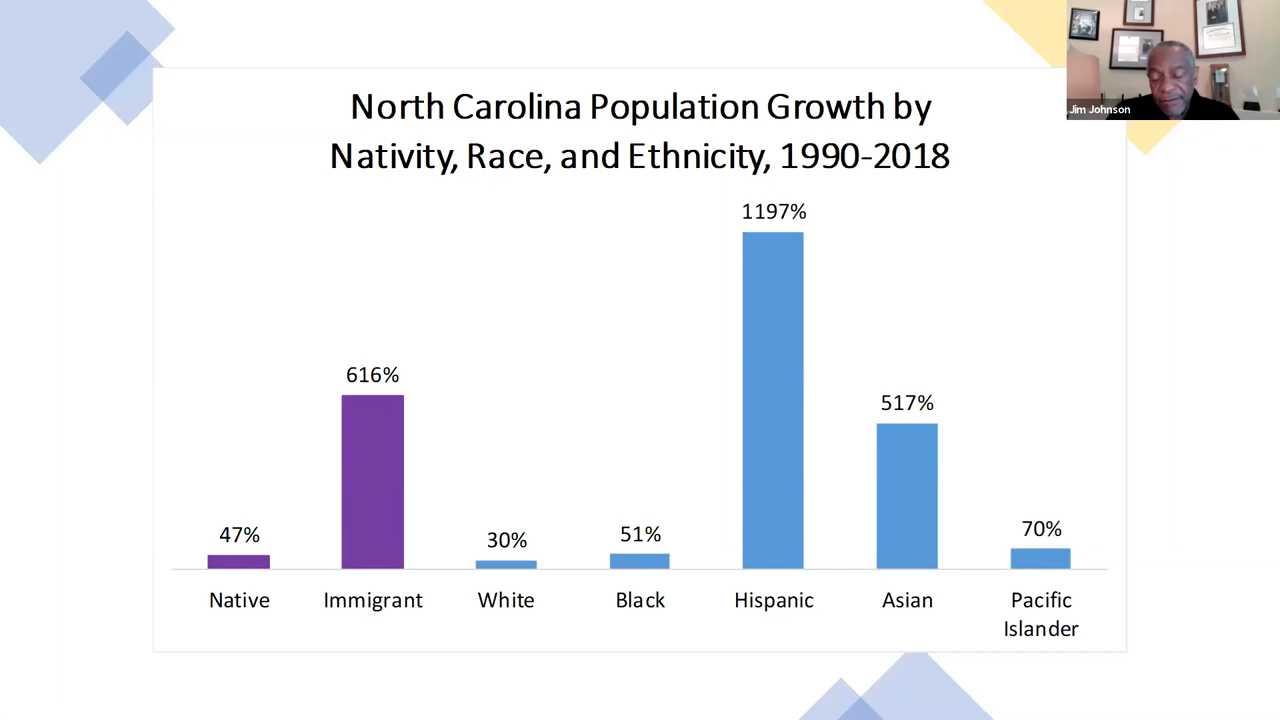 North Carolina Population Growth by
Nativity, Race, and Ethnicity, 1990-2018
Jim Johnson
1197%
616%
517%
47%
30%
51%
70%
Native
Immigrant
White
Black
Hispanic
Asian
Pacific
Islander